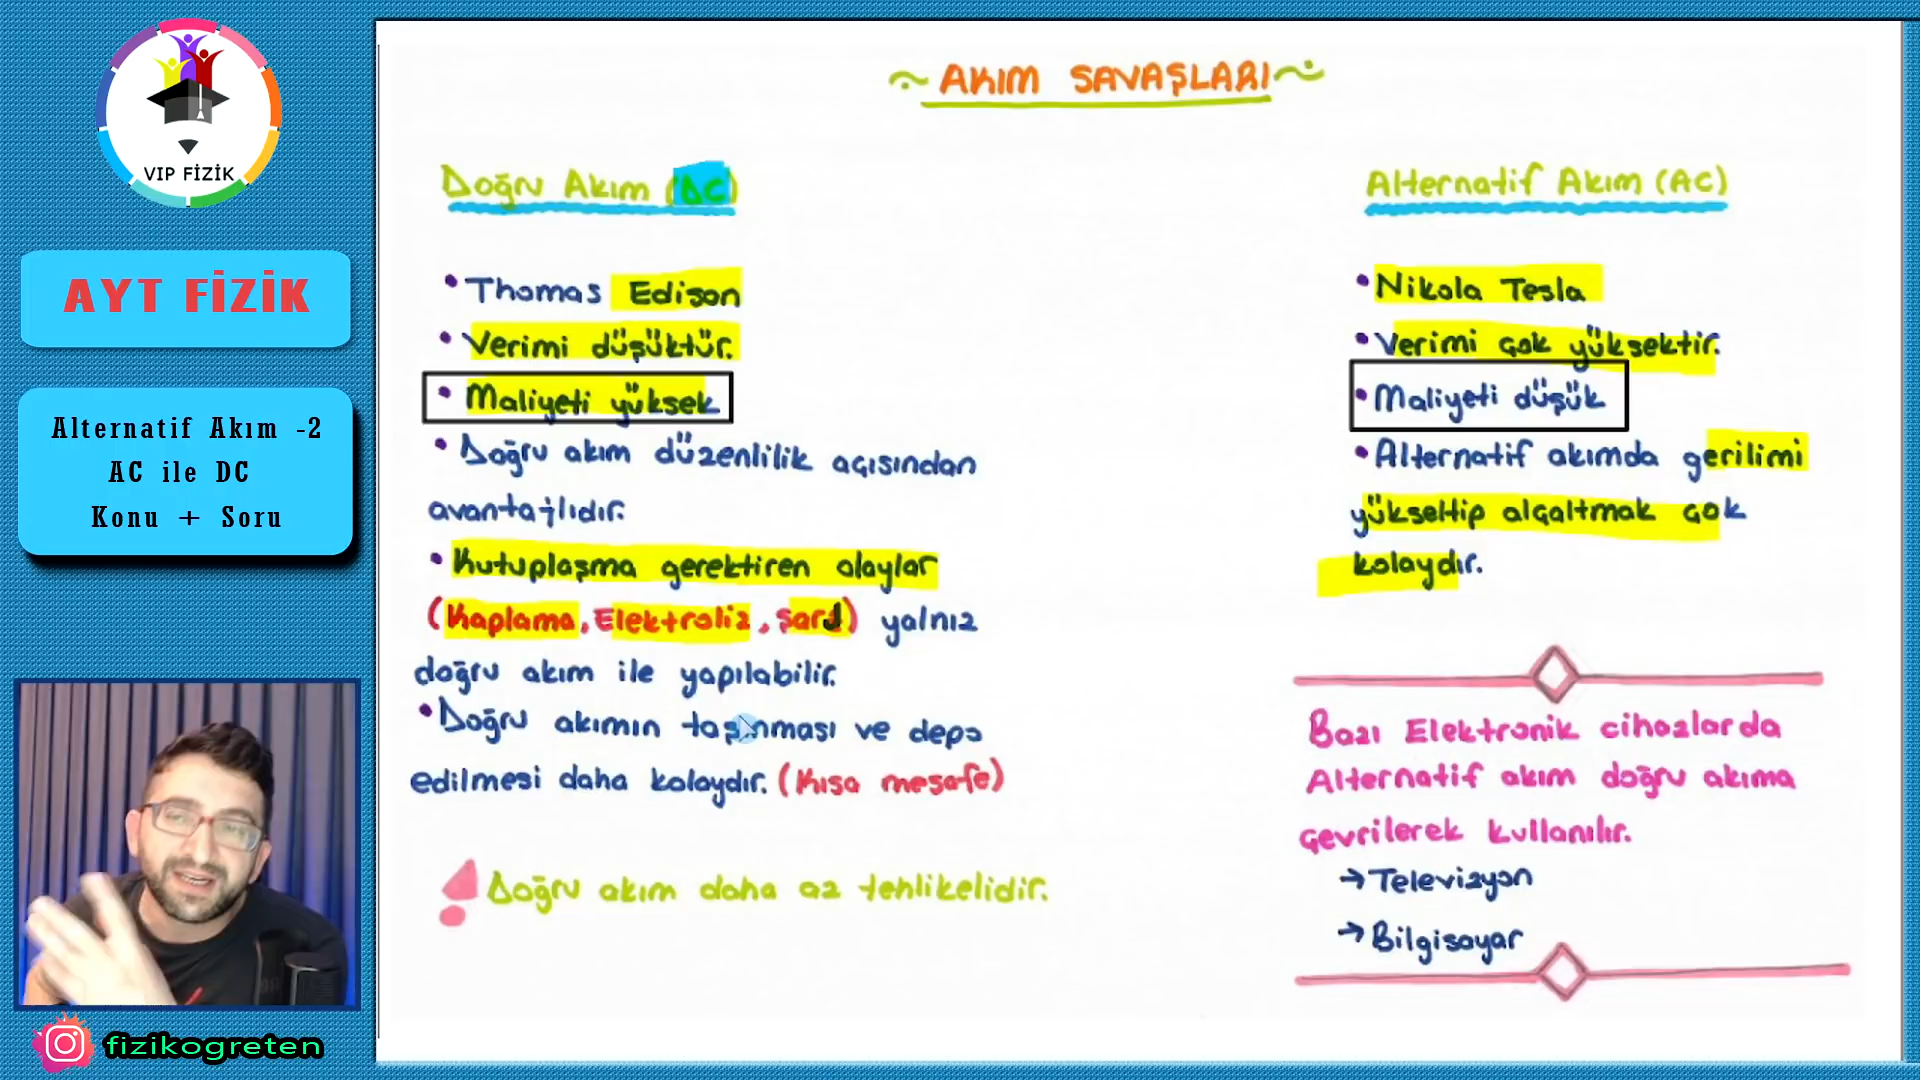 VIP FİZİK
AYT FİZİK
Alternatif Akım -2
AC ile DC
Konu + Soru
fizikogreten
~ AKIM SAVAŞLARI ~
Doğru Akım (DC)
• Thomas Edison
• Verimi düşüktür.
• Maliyeti yüksek
• Doğru akım düzenlilik açısından
avantajlıdır.
• Kutuplaşma gerektiren olaylar
(Kaplama, Elektroliz, Şarj) yalnız
doğru akım ile yapılabilir.
• Doğru akımın taşınması ve depo
edilmesi daha kolaydır. (Kısa mesafe)
! Doğru akım daha az tehlikelidir.
Alternatif Akım (AC)
• Nikola Tesla
• Verimi çok yüksektir.
• Maliyeti düşük
• Alternatif akımda gerilimi
yükseltip alçaltmak çok
kolaydır.
Bazı Elektronik cihazlarda
Alternatif akım doğru akıma
çevrilerek kullanılır.
→ Televizyon
→ Bilgisayar